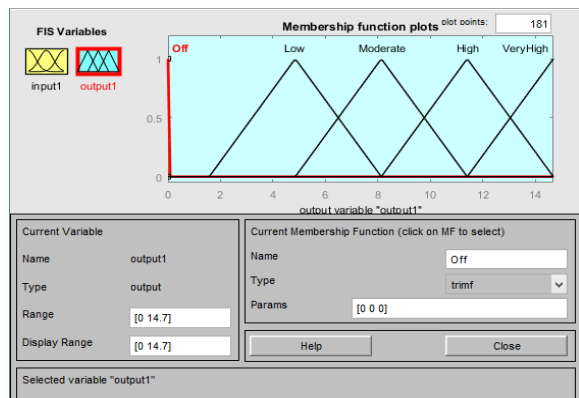 FIS Variables
Membership function plots
plot points:
181
input1
output1
Off
Low
Moderate
High
VeryHigh
1
0.5
0
0
2
4
6
8
10
12
14
output variable "output1"
Current Variable
Name
output1
Type
output
Range
[0 14.7]
Display Range
[0 14.7]
Current Membership Function (click on MF to select)
Name
Off
Type
trimf
Params
[0 0 0]
Help
Close
Selected variable "output1"